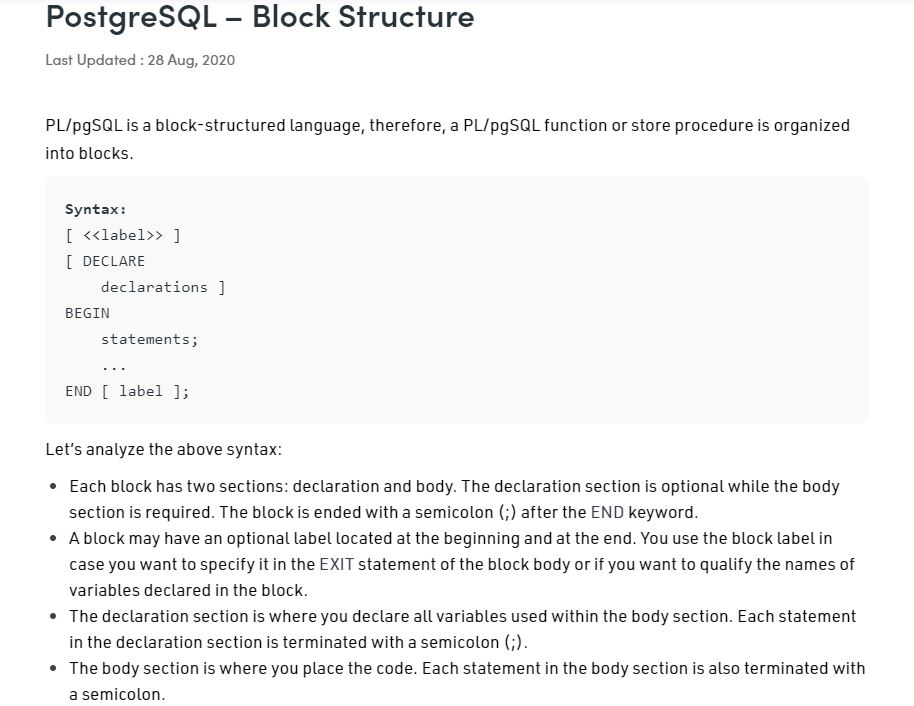 PostgreSQL – Block Structure
Last Updated : 28 Aug, 2020
PL/pgSQL is a block-structured language, therefore, a PL/pgSQL function or store procedure is organized
into blocks.
Syntax:
[ <<label>> ]
[ DECLARE
    declarations ]
BEGIN
    statements;
    ...
END [ label ];
Let's analyze the above syntax:
• Each block has two sections: declaration and body. The declaration section is optional while the body
section is required. The block is ended with a semicolon (;) after the END keyword.
• A block may have an optional label located at the beginning and at the end. You use the block label in
case you want to specify it in the EXIT statement of the block body or if you want to qualify the names of
variables declared in the block.
• The declaration section is where you declare all variables used within the body section. Each statement
in the declaration section is terminated with a semicolon (;).
• The body section is where you place the code. Each statement in the body section is also terminated with
a semicolon.